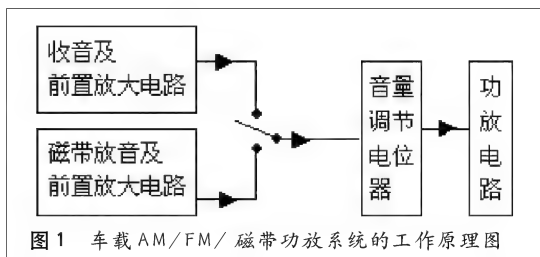 收音及
前置放大电路
磁带放音及
前置放大电路
音量
调节
电位
器
功
放
电
路
图1 车载AM/FM/磁带功放系统的工作原理图